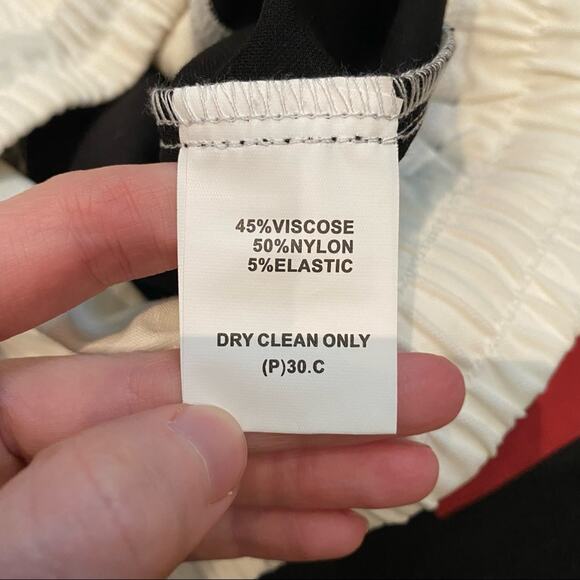 45%VISCOSE
50%NYLON
5%ELASTIC
DRY CLEAN ONLY
(P)30.C